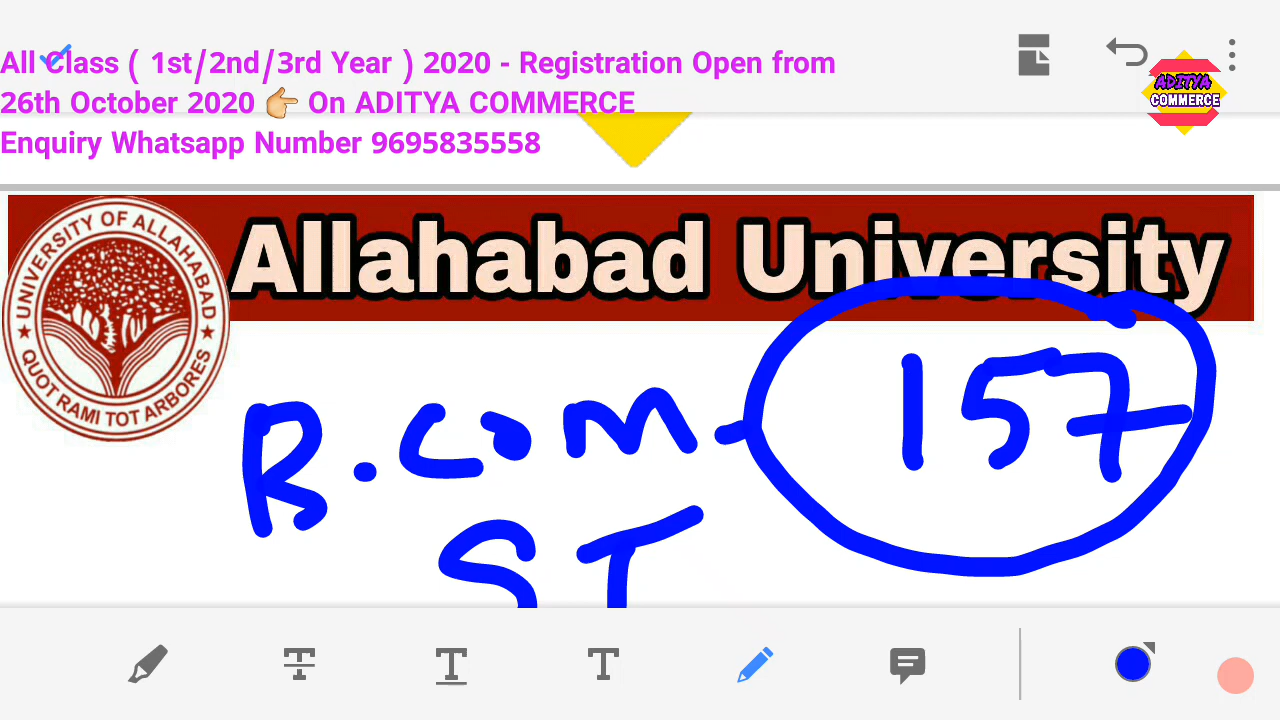 All Class ( 1st/2nd/3rd Year ) 2020 - Registration Open from
26th October 2020 👉 On ADITYA COMMERCE
Enquiry Whatsapp Number 9695835558
ADITYA
COMMERCE
Allahabad University
UNIVERSITY OF ALLAHABAD
QUOT RAMI TOT ARBORES
B.COM - 157
ST